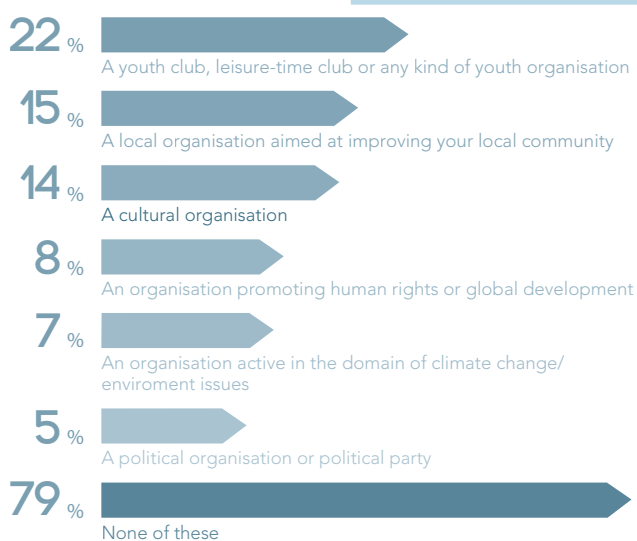 22 %
A youth club, leisure-time club or any kind of youth organisation
15 %
A local organisation aimed at improving your local community
14 %
A cultural organisation
8 %
An organisation promoting human rights or global development
7 %
An organisation active in the domain of climate change/
enviroment issues
5 %
A political organisation or political party
79 %
None of these